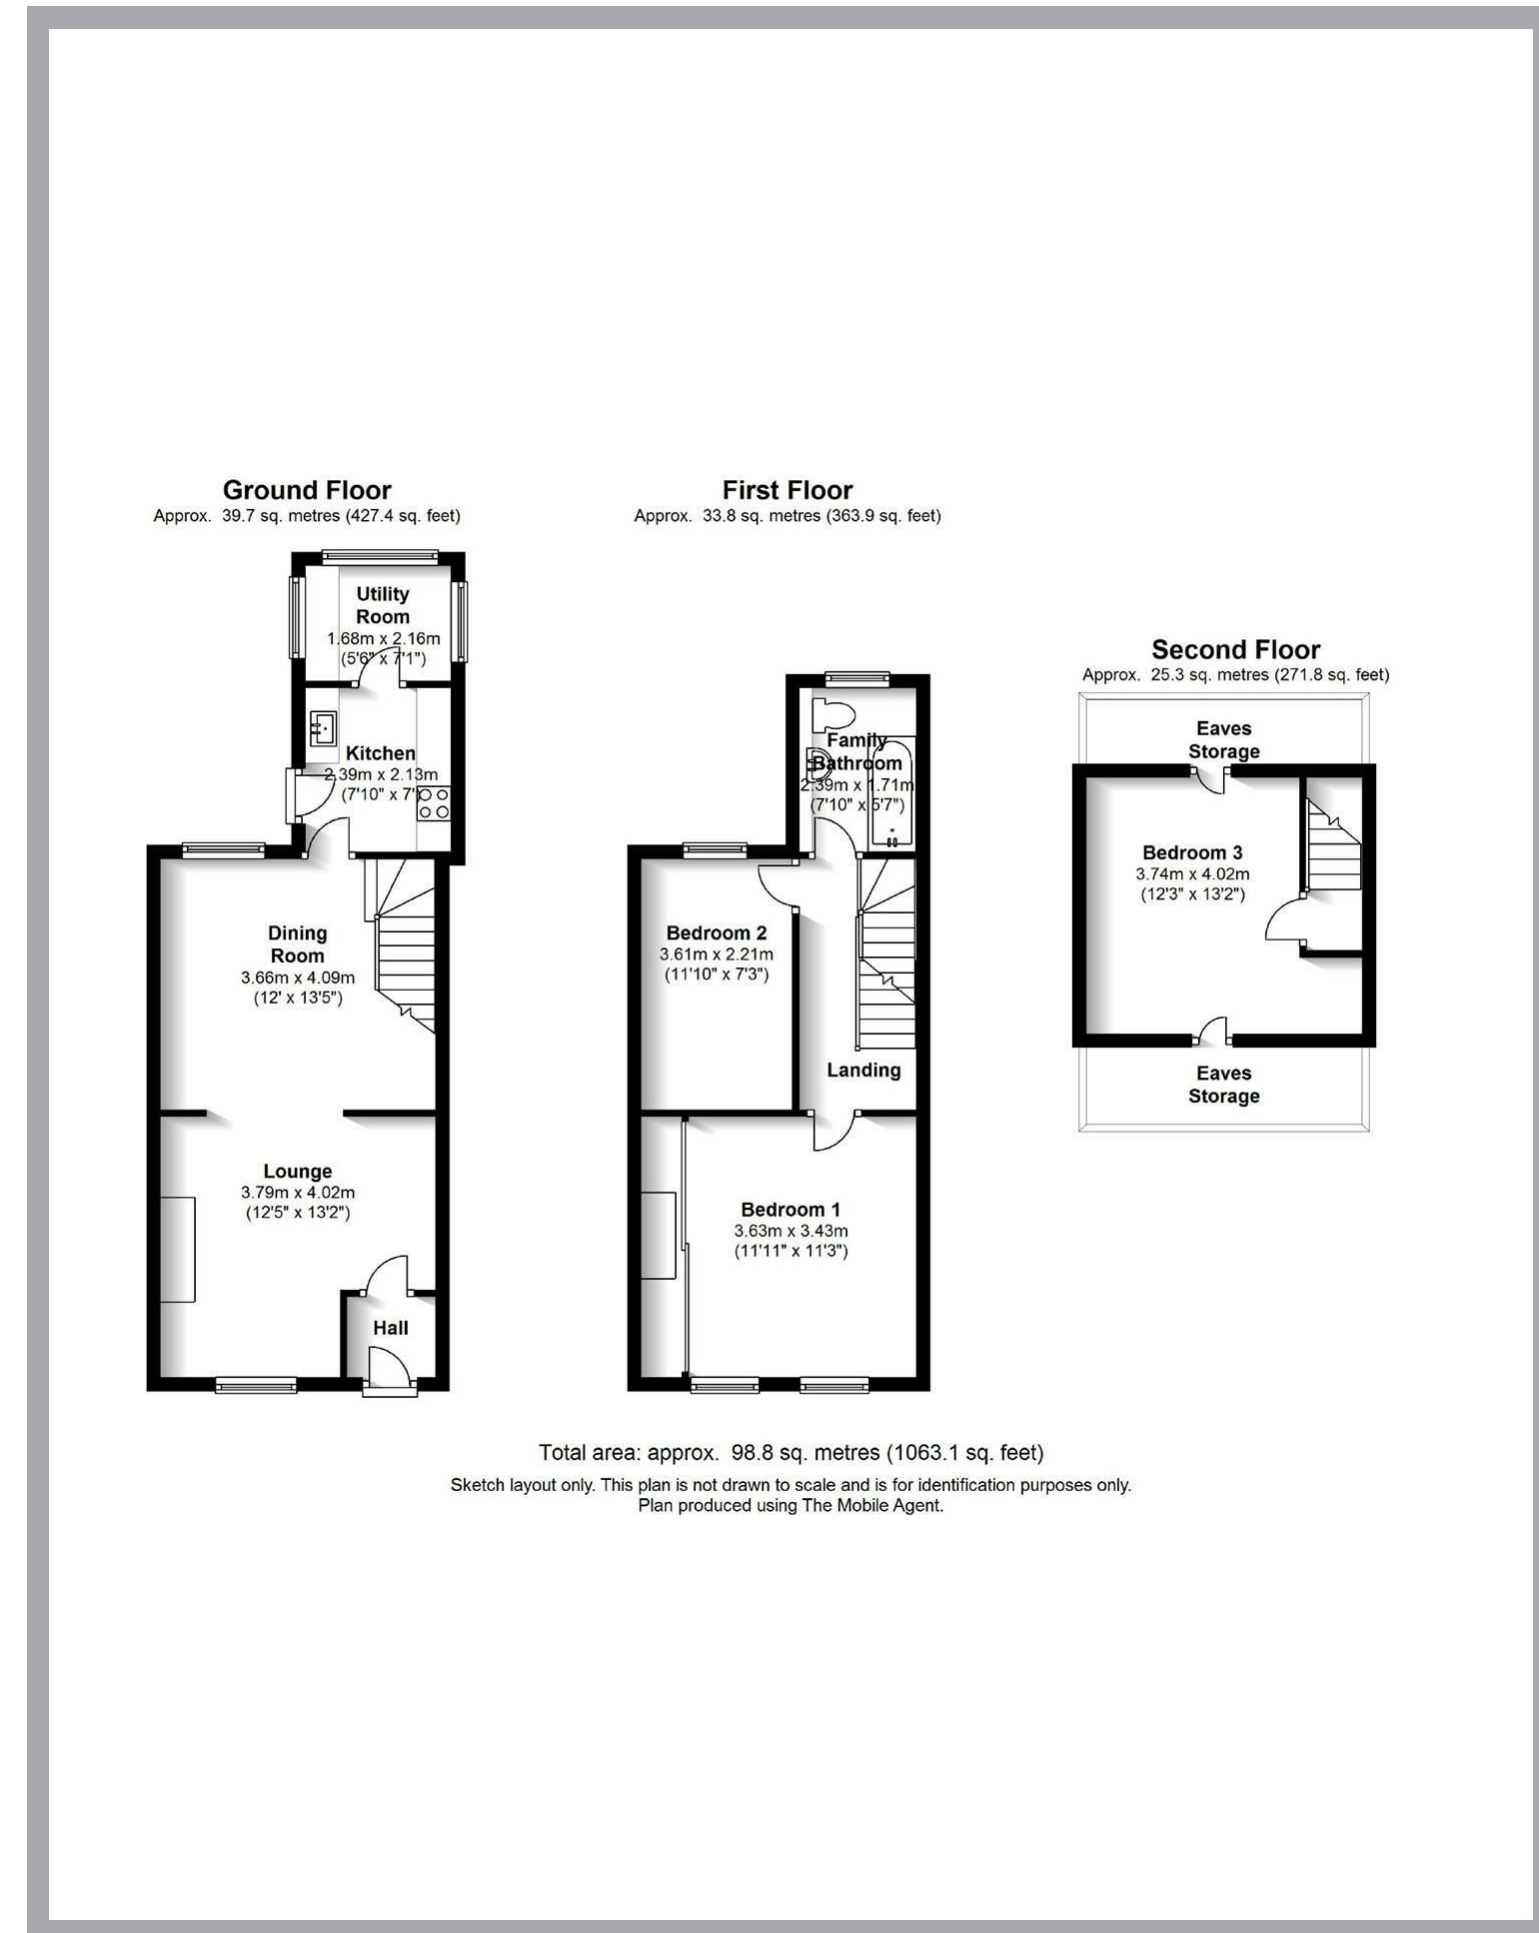 Ground Floor
Approx. 39.7 sq. metres (427.4 sq. feet)
Utility
Room
1.68m x 2.16m
(5'6" x 7'1")
Kitchen
2.39m x 2.13m
(7'10" x 7')
Dining
Room
3.66m x 4.09m
(12' x 13'5")
Lounge
3.79m x 4.02m
(12'5" x 13'2")
Hall
First Floor
Approx. 33.8 sq. metres (363.9 sq. feet)
Family
Bathroom
2.39m x 1.71m
(7'10" x 5'7")
Bedroom 2
3.61m x 2.21m
(11'10" x 7'3")
Landing
Bedroom 1
3.63m x 3.43m
(11'11" x 11'3")
Second Floor
Approx. 25.3 sq. metres (271.8 sq. feet)
Eaves
Storage
Bedroom 3
3.74m x 4.02m
(12'3" x 13'2")
Eaves
Storage
Total area: approx. 98.8 sq. metres (1063.1 sq. feet)
Sketch layout only. This plan is not drawn to scale and is for identification purposes only.
Plan produced using The Mobile Agent.